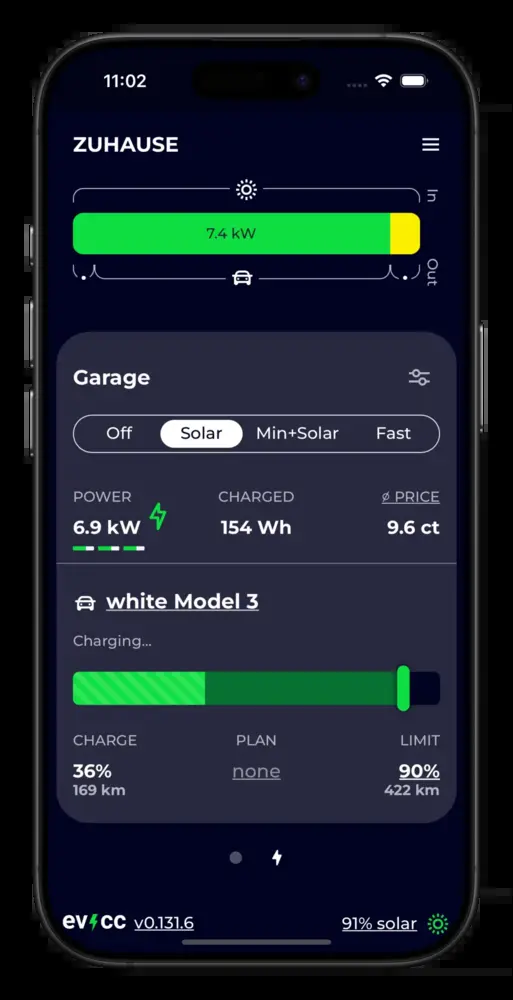 11:02
ZUHAUSE
In
7.4 kW
Out
Garage
Off Solar Min+Solar Fast
POWER CHARGED ⌀ PRICE
6.9 kW 154 Wh 9.6 ct
white Model 3
Charging...
CHARGE PLAN LIMIT
36% none 90%
169 km 422 km
evcc v0.131.6 91% solar